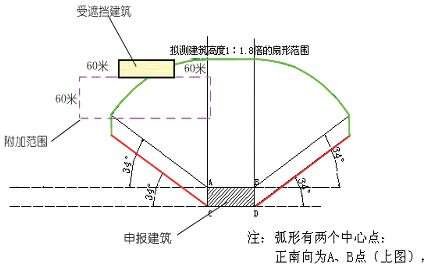 受遮挡建筑
拟测建筑高度1：1.8倍的扇形范围
60米
60米
60米
附加范围
34°
34°
34°
34°
A
B
C
D
申报建筑
注：弧形有两个中心点：
正南向为A、B点（上图），